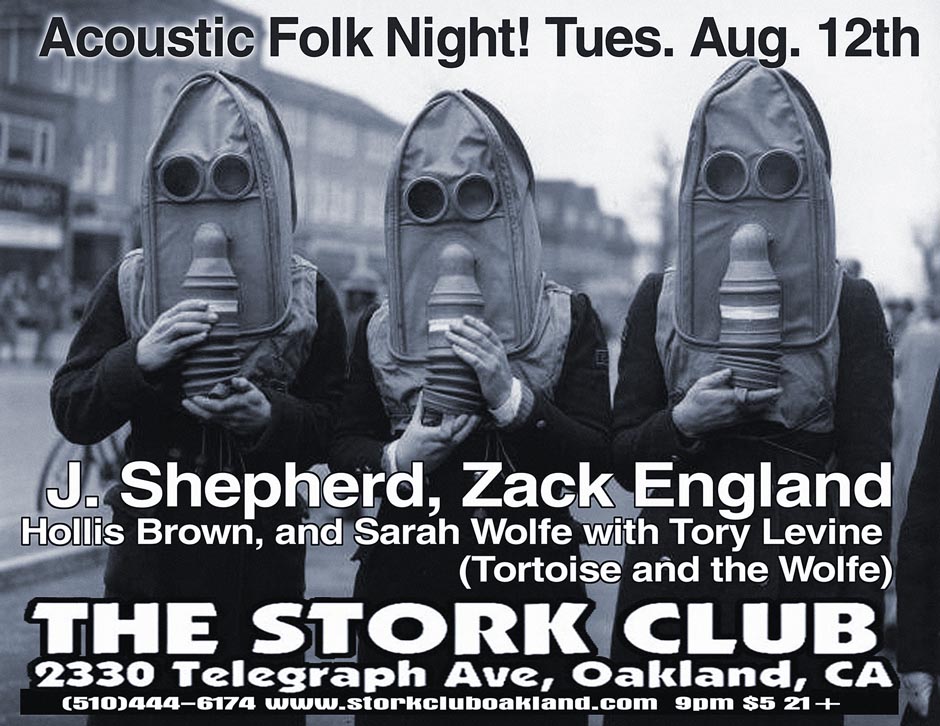 Acoustic Folk Night! Tues. Aug. 12th
J. Shepherd, Zack England
Hollis Brown, and Sarah Wolfe with Tory Levine
(Tortoise and the Wolfe)
THE STORK CLUB
2330 Telegraph Ave, Oakland, CA
(510)444-6174 www.storkcluboakland.com 9pm $5 21+